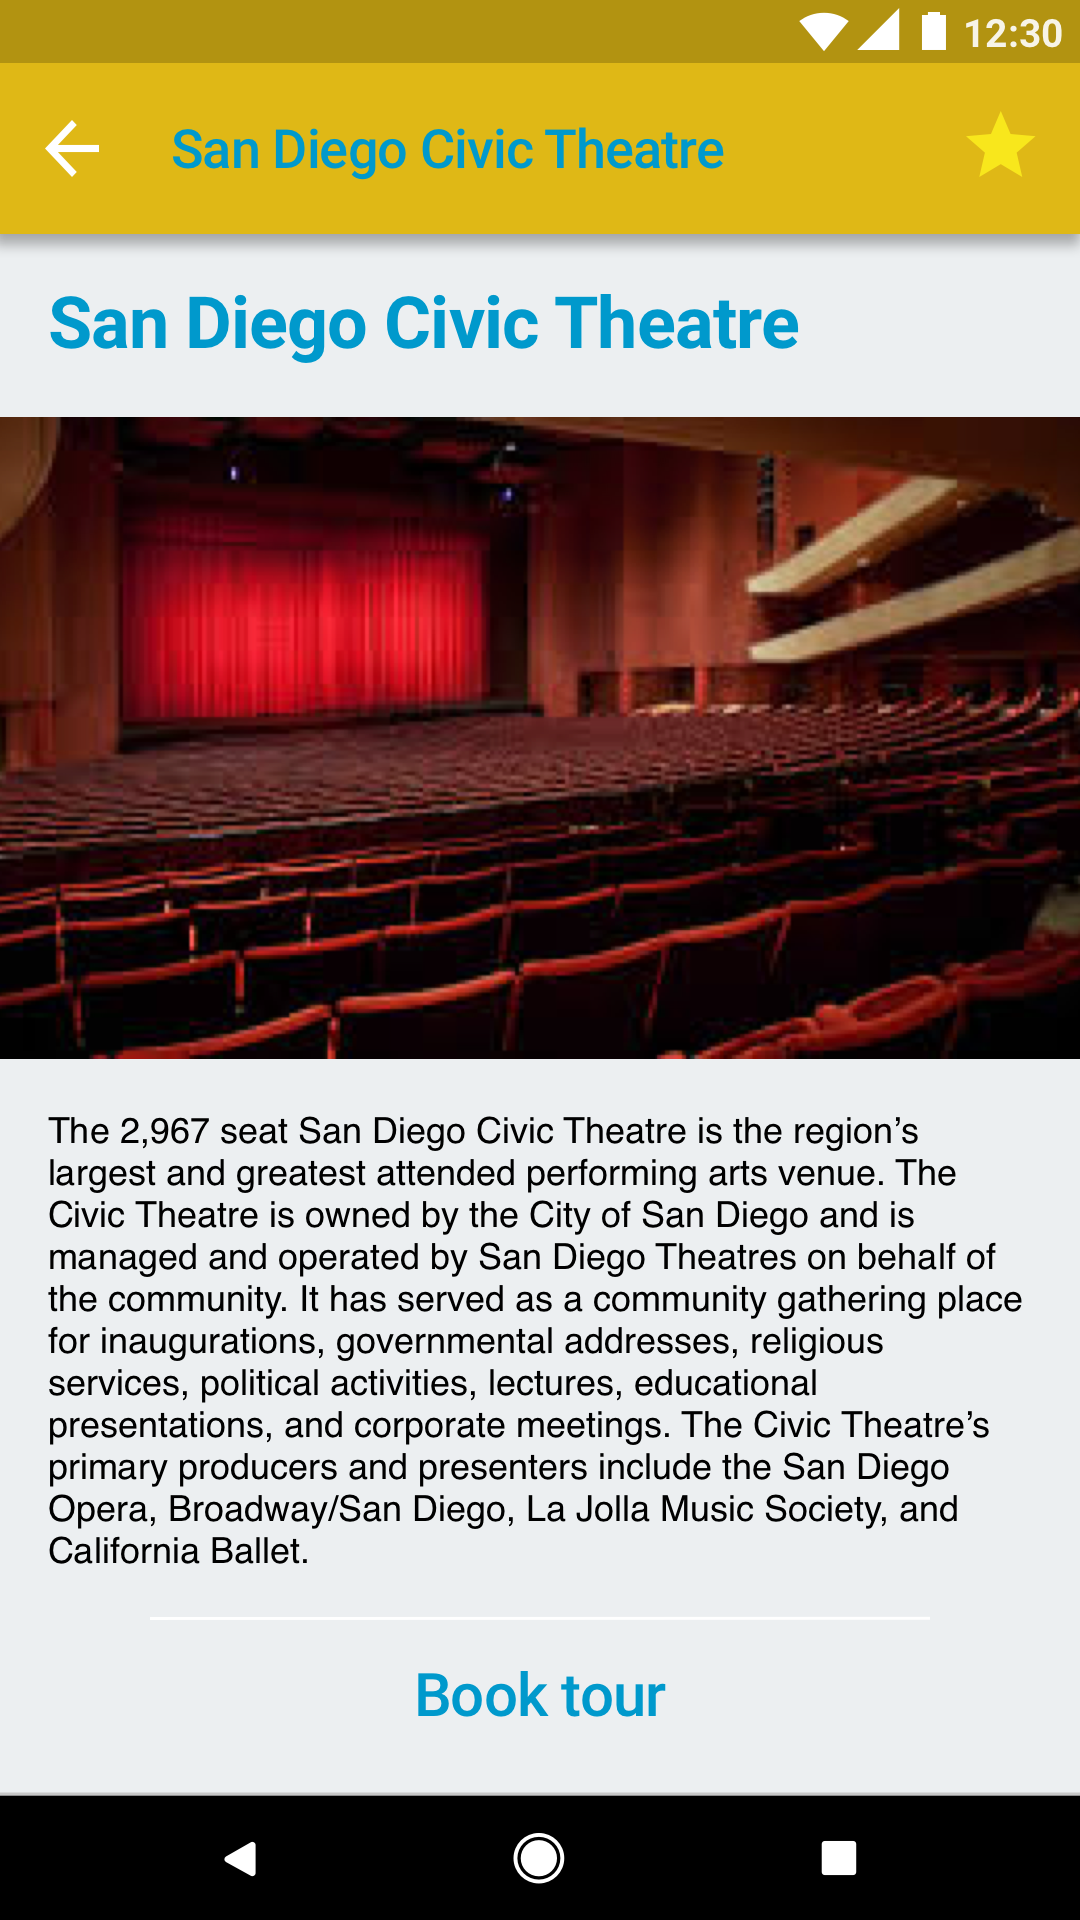 12:30
San Diego Civic Theatre
San Diego Civic Theatre
The 2,967 seat San Diego Civic Theatre is the region’s
largest and greatest attended performing arts venue. The
Civic Theatre is owned by the City of San Diego and is
managed and operated by San Diego Theatres on behalf of
the community. It has served as a community gathering place
for inaugurations, governmental addresses, religious
services, political activities, lectures, educational
presentations, and corporate meetings. The Civic Theatre’s
primary producers and presenters include the San Diego
Opera, Broadway/San Diego, La Jolla Music Society, and
California Ballet.
Book tour